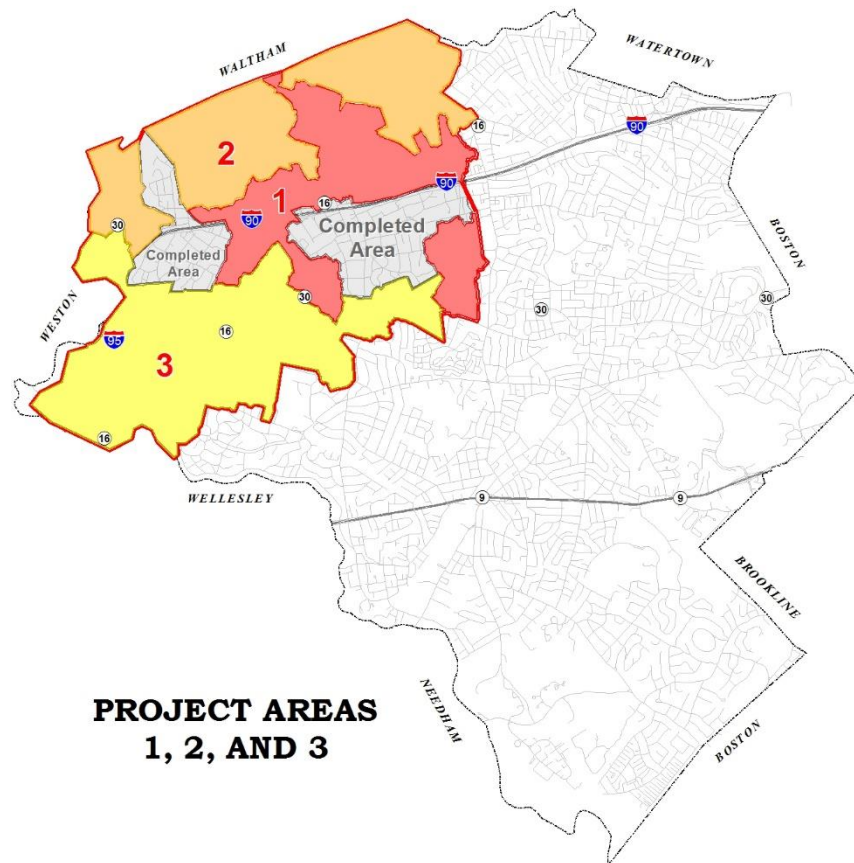 WALTHAM
WATERTOWN
16
90
90
2
1
16
90
30
Completed
Area
Completed
Area
BOSTON
WESTON
30
30
30
95
16
3
16
WELLESLEY
9
9
BROOKLINE
NEEDHAM
BOSTON
PROJECT AREAS
1, 2, AND 3